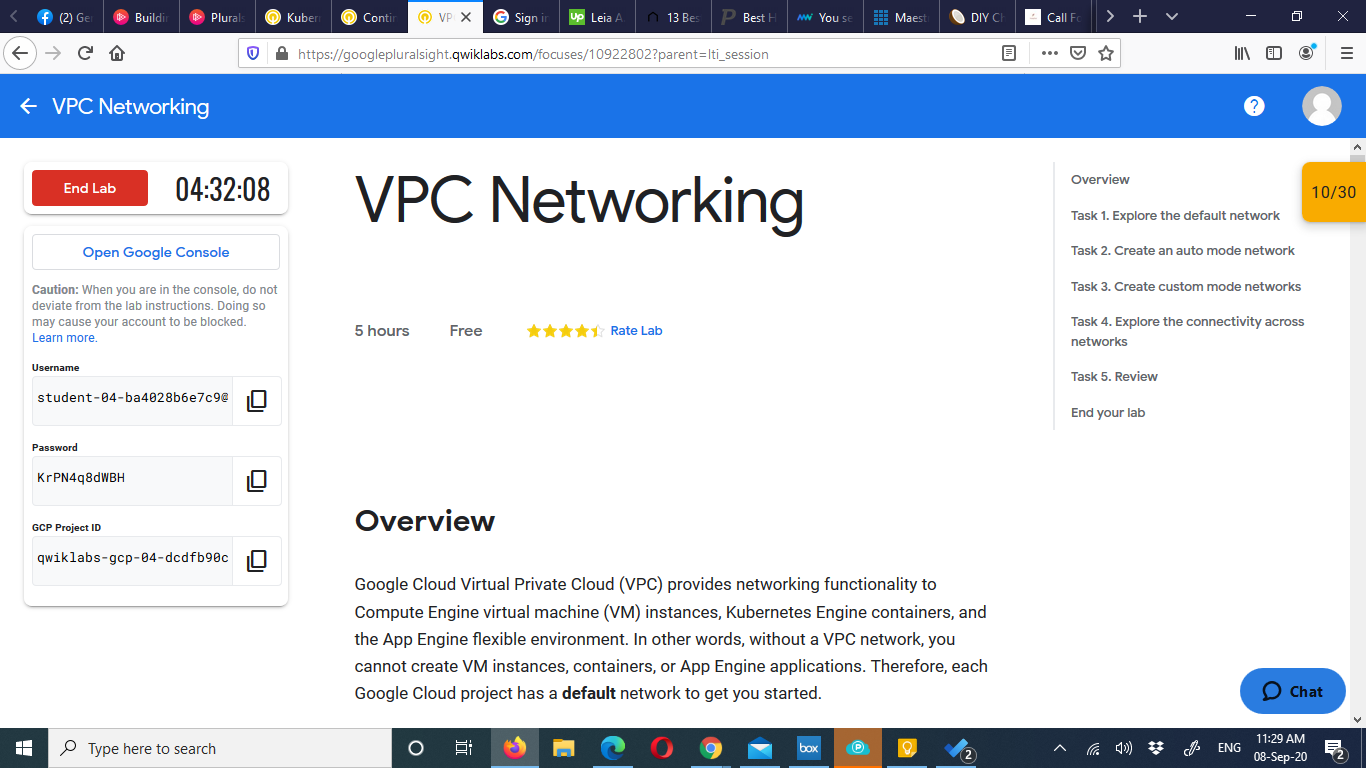 (2) Ger
Buildin
Plurals
Kubern
Contin
VPC
Sign in
Up
Leia A.
13 Bes
Best H
You se
Maest
DIY Ch
Call Fo
https://googlepluralsight.qwiklabs.com/focuses/10922802?parent=lti_session
VPC Networking
?
End Lab
04:32:08
Open Google Console
Caution: When you are in the console, do not
deviate from the lab instructions. Doing so
may cause your account to be blocked.
Learn more.
Username
student-04-ba4028b6e7c9@
Password
KrPN4q8dWBH
GCP Project ID
qwiklabs-gcp-04-dcdfb90c
VPC Networking
5 hours
Free
Rate Lab
Overview
Google Cloud Virtual Private Cloud (VPC) provides networking functionality to
Compute Engine virtual machine (VM) instances, Kubernetes Engine containers, and
the App Engine flexible environment. In other words, without a VPC network, you
cannot create VM instances, containers, or App Engine applications. Therefore, each
Google Cloud project has a default network to get you started.
Overview
Task 1. Explore the default network
Task 2. Create an auto mode network
Task 3. Create custom mode networks
Task 4. Explore the connectivity across
networks
Task 5. Review
End your lab
10/30
Chat
Type here to search
box
2
ENG
11:29 AM
08-Sep-20
2